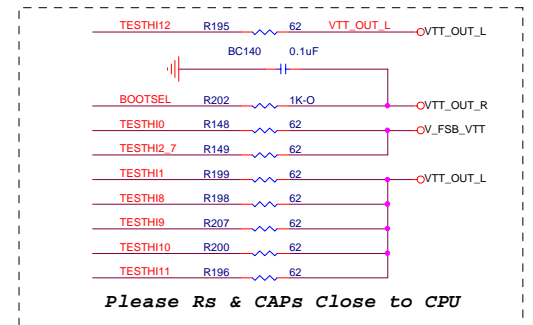 TESTHI12 R195 62 VTT_OUT_L VTT_OUT_L
BC140 0.1uF
BOOTSEL R202 1K-O VTT_OUT_R
TESTHI0 R148 62 V_FSB_VTT
TESTHI2_7 R149 62
TESTHI1 R199 62 VTT_OUT_L
TESTHI8 R198 62
TESTHI9 R207 62
TESTHI10 R200 62
TESTHI11 R196 62
Please Rs & CAPs Close to CPU